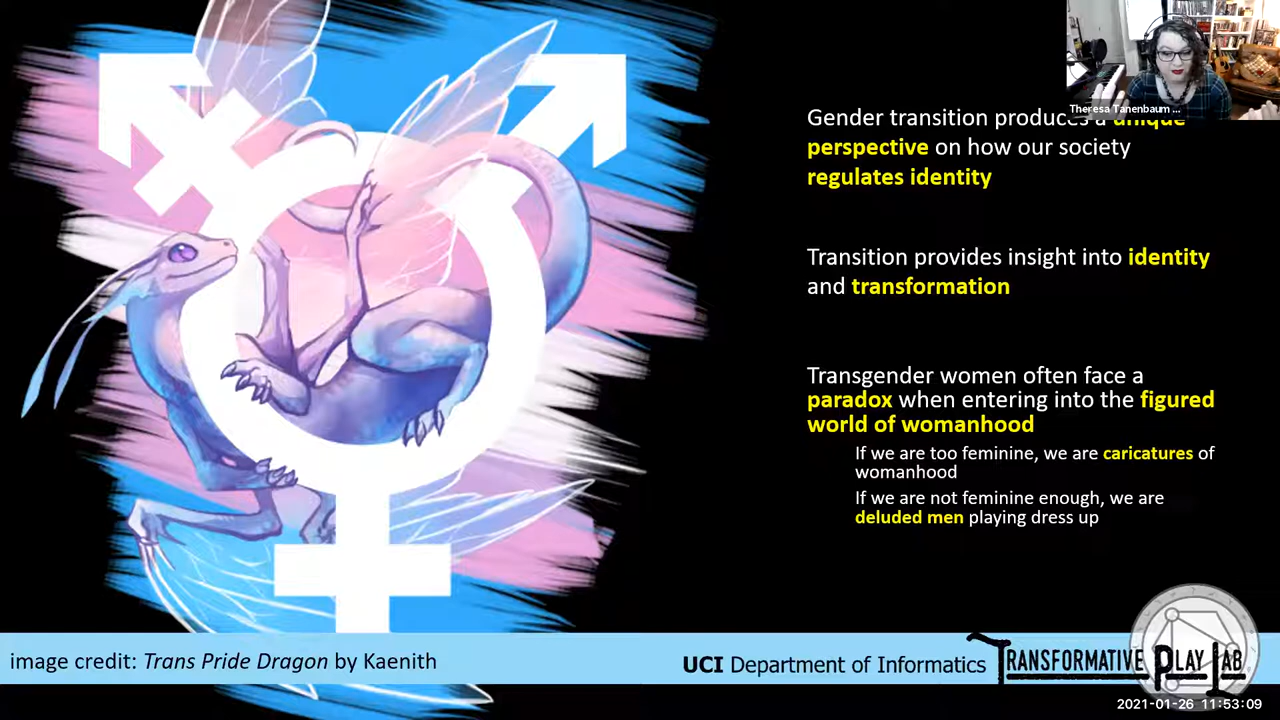 Theresa Tanenbaum ...
Gender transition produces a unique
perspective on how our society
regulates identity
Transition provides insight into identity
and transformation
Transgender women often face a
paradox when entering into the figured
world of womanhood
If we are too feminine, we are caricatures of
womanhood
If we are not feminine enough, we are
deluded men playing dress up
image credit: Trans Pride Dragon by Kaenith
UCI Department of Informatics
TRANSFORMATIVE PLAY LAB
2021-01-26 11:53:09